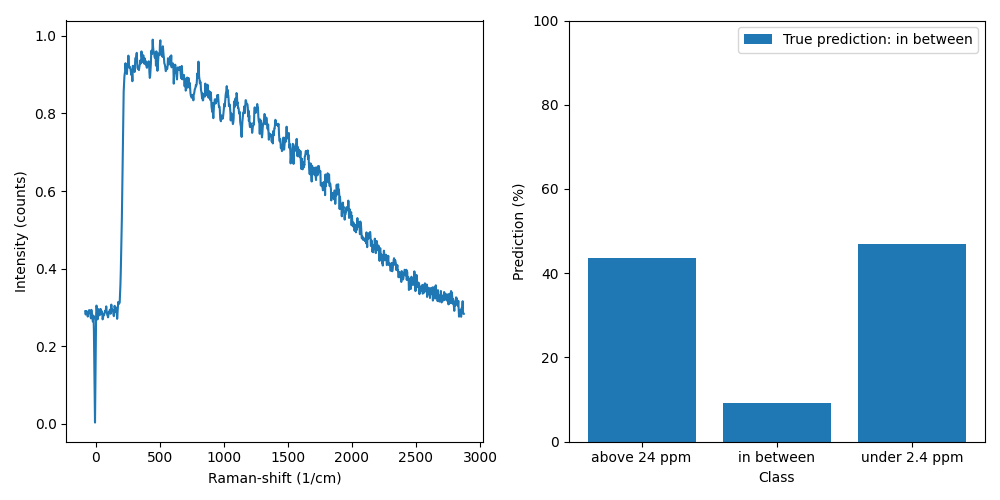 1.0
0.8
0.6
0.4
0.2
0.0
Intensity (counts)
0
500
1000
1500
2000
2500
3000
Raman-shift (1/cm)
100
80
60
40
20
0
Prediction (%)
True prediction: in between
above 24 ppm
in between
under 2.4 ppm
Class